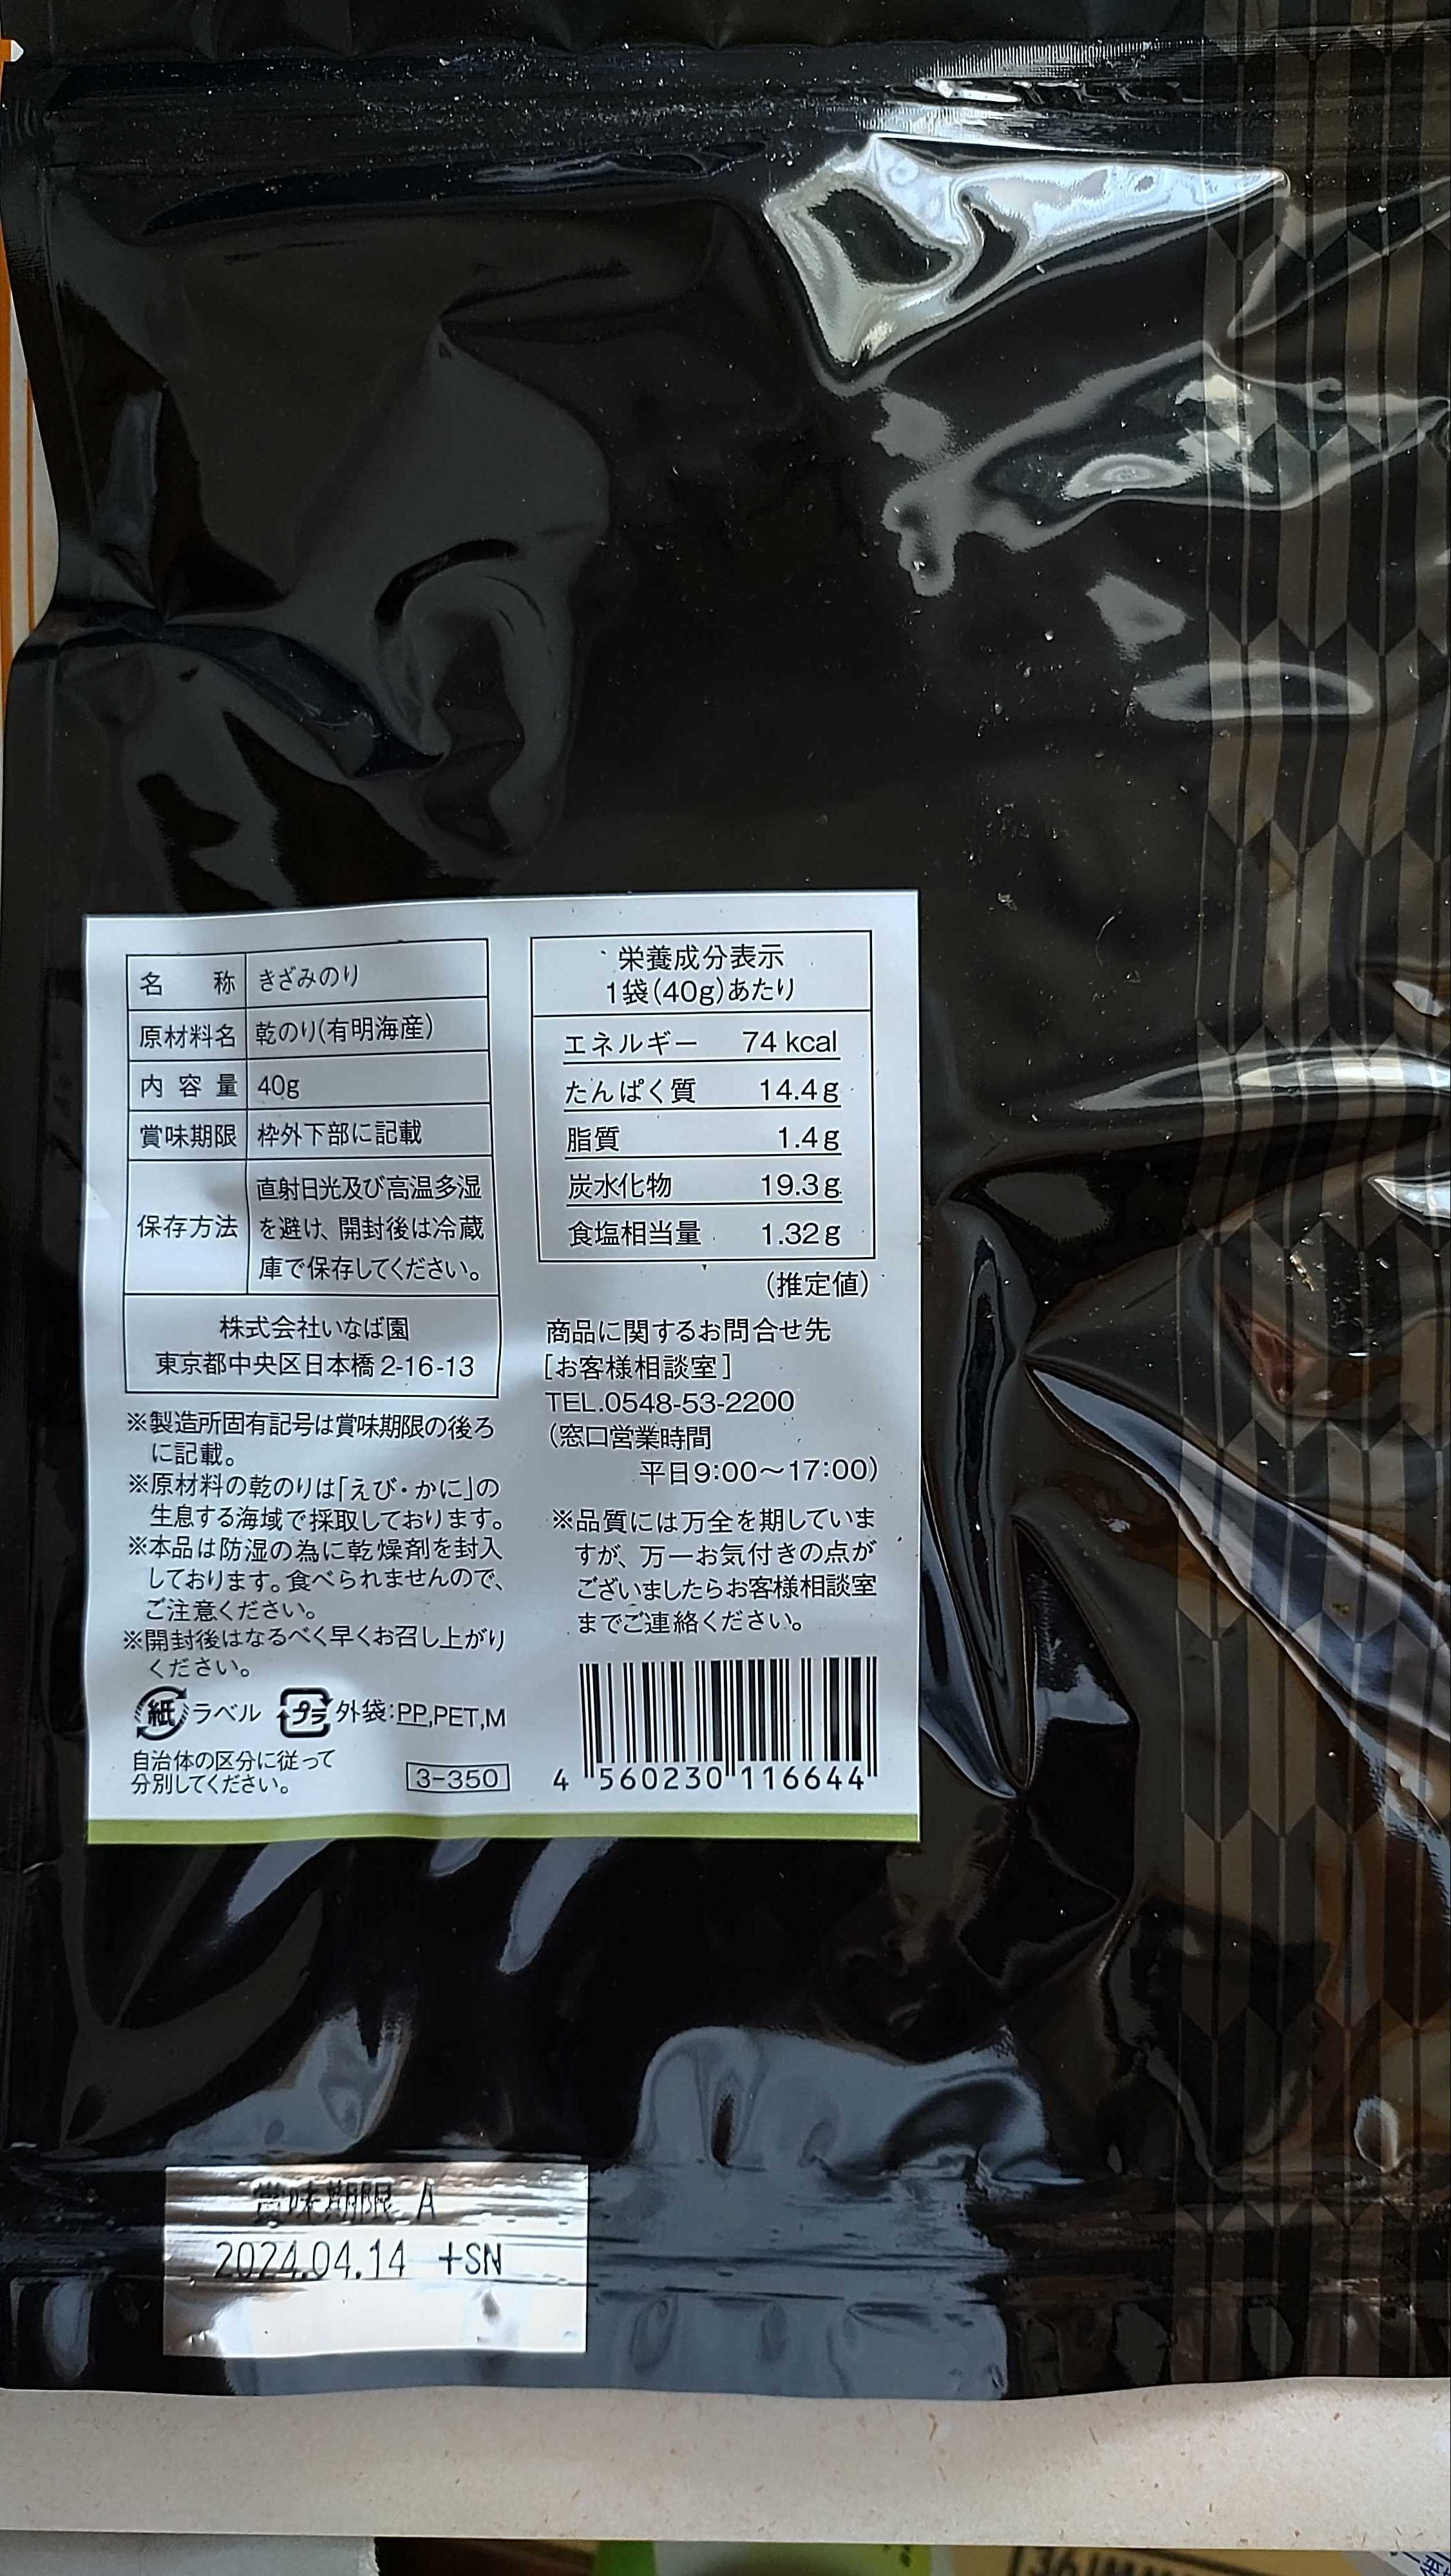 名 称 きざみのり
原材料名 乾のり(有明海産)
内容量 40g
賞味期限 枠外下部に記載
保存方法 直射日光及び高温多湿
を避け、開封後は冷蔵
庫で保存してください。
株式会社いなば園
東京都中央区日本橋2-16-13
※製造所固有記号は賞味期限の後ろ
に記載。
※原材料の乾のりは「えび・かに」の
生息する海域で採取しております。
※本品は防湿の為に乾燥剤を封入
しております。食べられませんので、
ご注意ください。
※開封後はなるべく早くお召し上がり
ください。
紙 ラベル プラ 外袋:PP,PET,M
自治体の区分に従って
分別してください。
3-350
栄養成分表示
1袋(40g)あたり
エネルギー 74 kcal
たんぱく質 14.4g
脂質 1.4g
炭水化物 19.3g
食塩相当量 1.32g
(推定値)
商品に関するお問合せ先
[お客様相談室]
TEL.0548-53-2200
(窓口営業時間
平日9:00〜17:00)
※品質には万全を期していま
すが、万一お気付きの点が
ございましたらお客様相談室
までご連絡ください。
4 560230 116644
賞味期限 A
2024.04.14 +SN